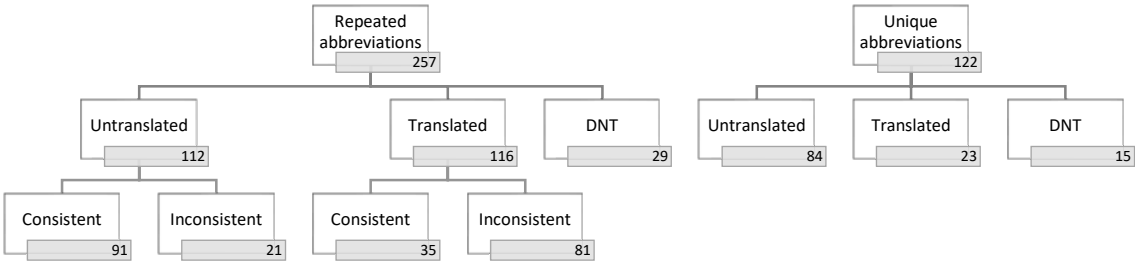 Repeated
abbreviations
257
Untranslated
112
Consistent
91
Inconsistent
21
Translated
116
Consistent
35
Inconsistent
81
DNT
29
Unique
abbreviations
122
Untranslated
84
Translated
23
DNT
15